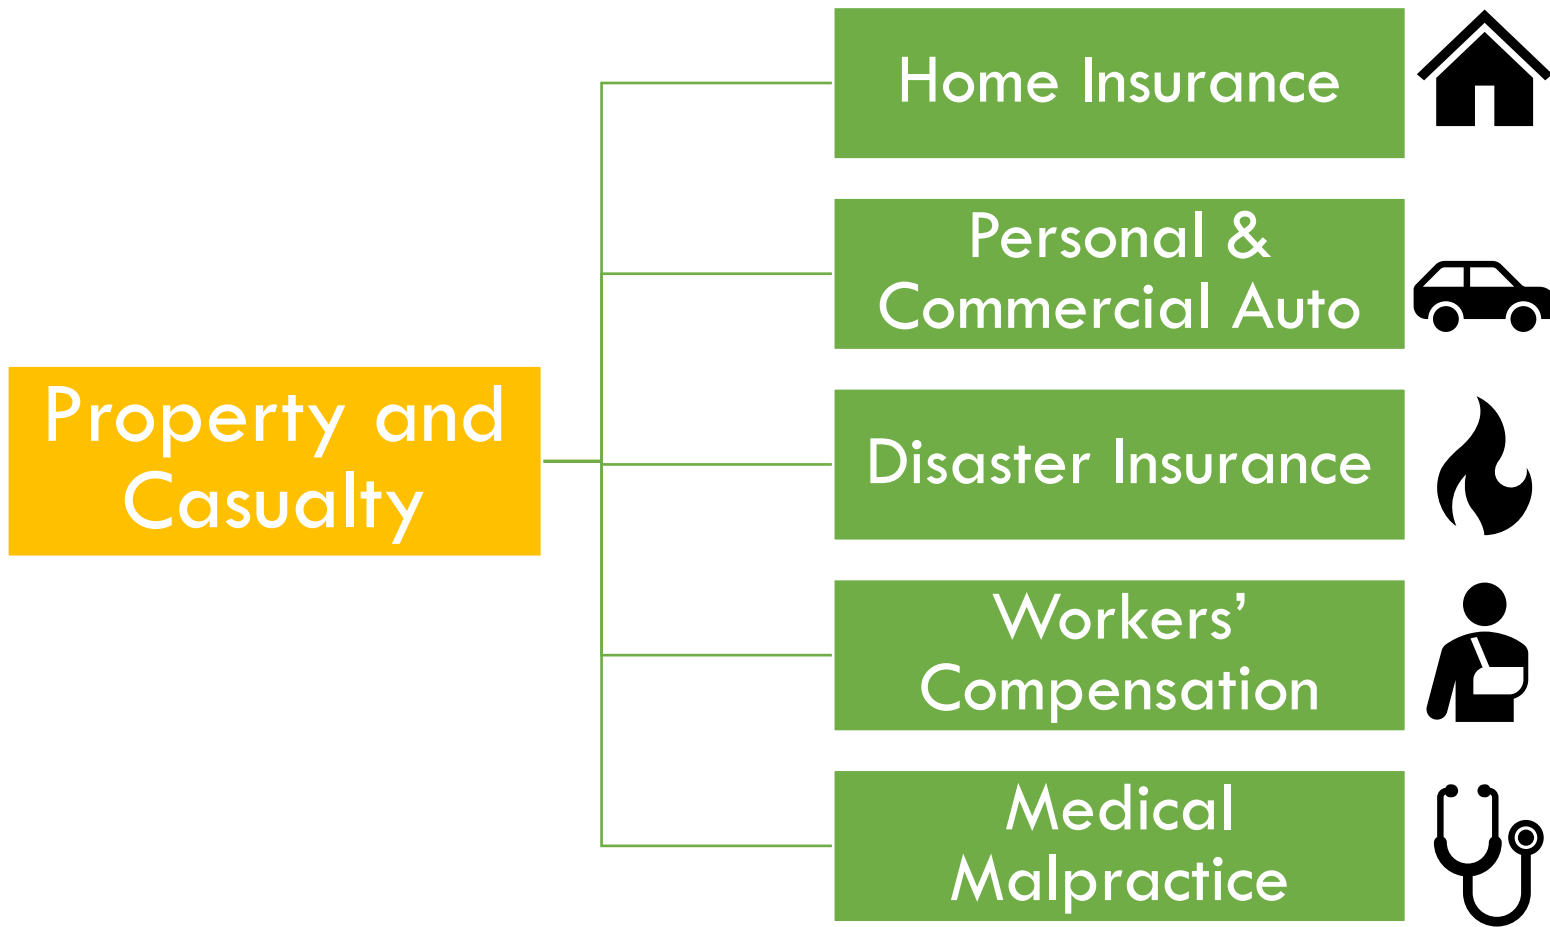 Home Insurance
Personal &
Commercial Auto
Property and
Casualty
Disaster Insurance
Workers’
Compensation
Medical
Malpractice